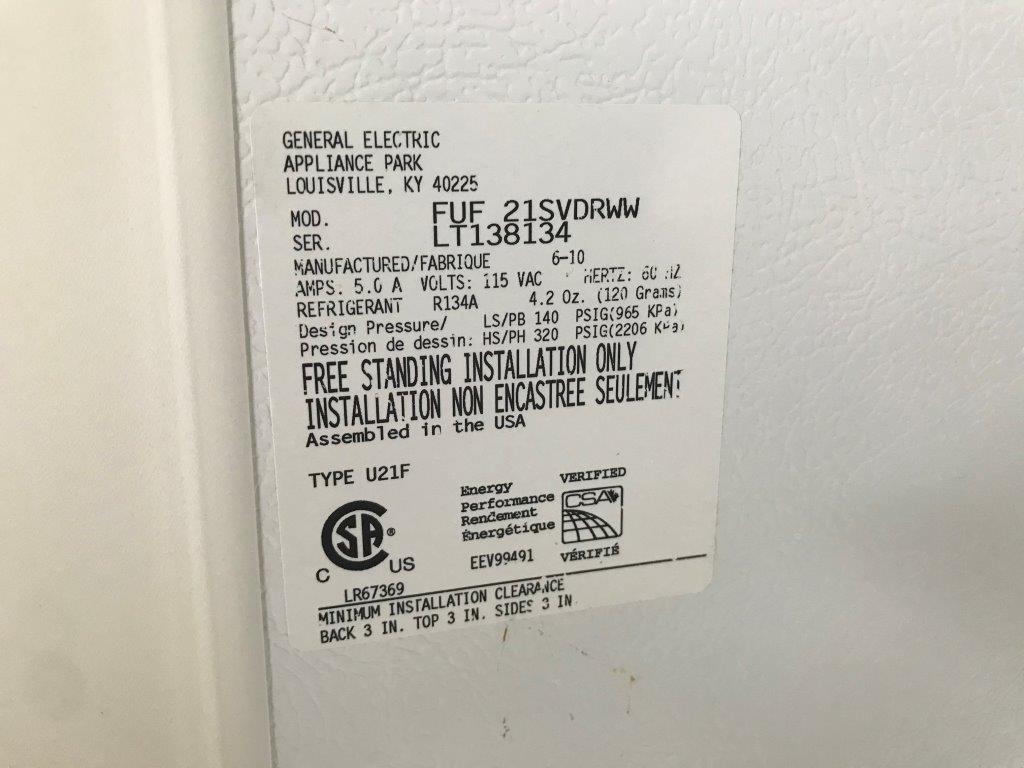 GENERAL ELECTRIC
APPLIANCE PARK
LOUISVILLE, KY 40225
MOD. FUF 21SVDRWW
SER. LT138134
MANUFACTURED/FABRIQUE 6-10
AMPS. 5.0 A VOLTS: 115 VAC HERTZ: 60 HZ
REFRIGERANT R134A 4.2 Oz. (120 Grams)
Design Pressure/ LS/PB 140 PSIG(965 KPa)
Pression de dessin: HS/PH 320 PSIG(2206 KPa)
FREE STANDING INSTALLATION ONLY
INSTALLATION NON ENCASTREE SEULEMENT
Assembled in the USA
TYPE U21F
Energy
Performance
Rendement
Énergétique
EEV99491
VERIFIED
CSA
VÉRIFIÉ
CSA®
C US
LR67369
MINIMUM INSTALLATION CLEARANCE
BACK 3 IN. TOP 3 IN. SIDES 3 IN.